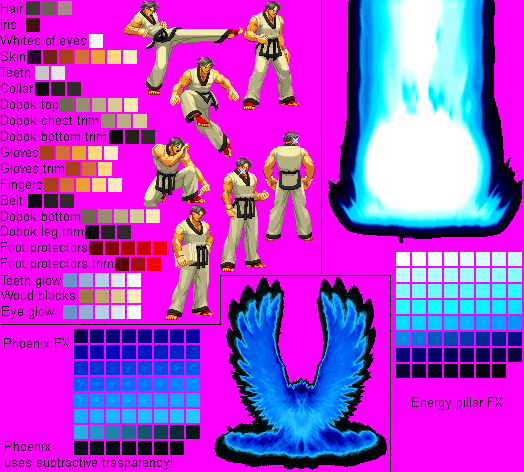 Hair
Iris
Whites of eyes
Skin
Teeth
Collar
Dobok top
Dobok chest trim
Dobok bottom trim
Gloves
Gloves trim
Fingers
Belt
Dobok bottom
Dobok leg trim
Foot protectors
Foot protectors trim
Teeth glow
Wood blocks
Eye glow
Phoenix FX
Phoenix
uses subtractive trasparency!
Energy pillar FX